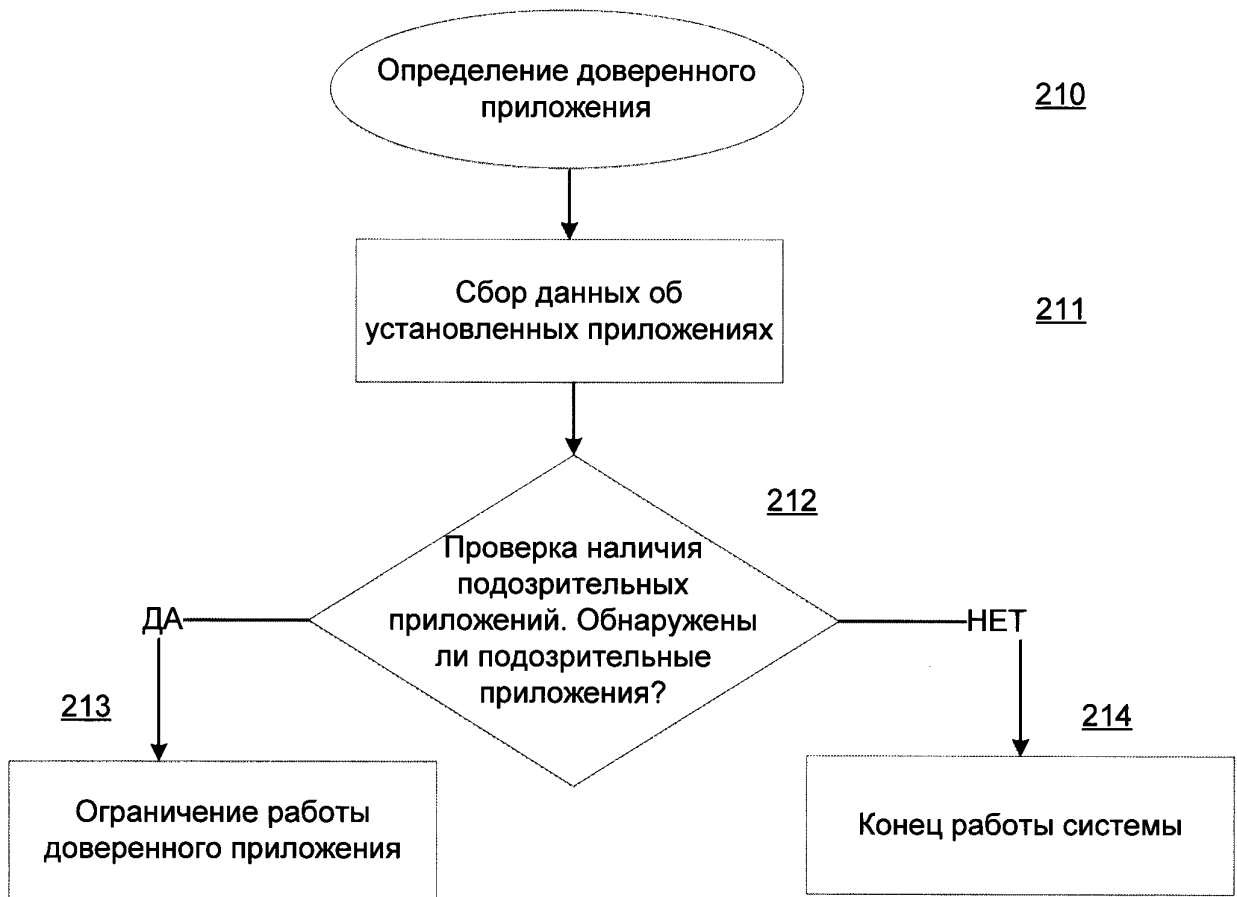 Определение доверенного
приложения
210
Сбор данных об
установленных приложениях
211
212
Проверка наличия
подозрительных
приложений. Обнаружены
ли подозрительные
приложения?
ДА
НЕТ
213
214
Ограничение работы
доверенного приложения
Конец работы системы